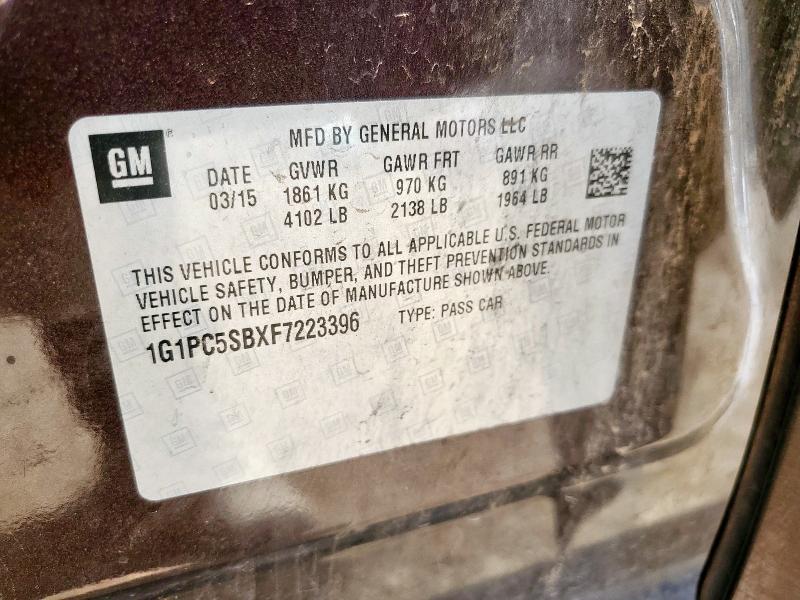 GM
MFD BY GENERAL MOTORS LLC
DATE GVWR GAWR FRT GAWR RR
03/15 1861 KG 970 KG 891 KG
4102 LB 2138 LB 1964 LB
THIS VEHICLE CONFORMS TO ALL APPLICABLE U.S. FEDERAL MOTOR
VEHICLE SAFETY, BUMPER, AND THEFT PREVENTION STANDARDS IN
EFFECT ON THE DATE OF MANUFACTURE SHOWN ABOVE.
1G1PC5SBXF7223396 TYPE: PASS CAR